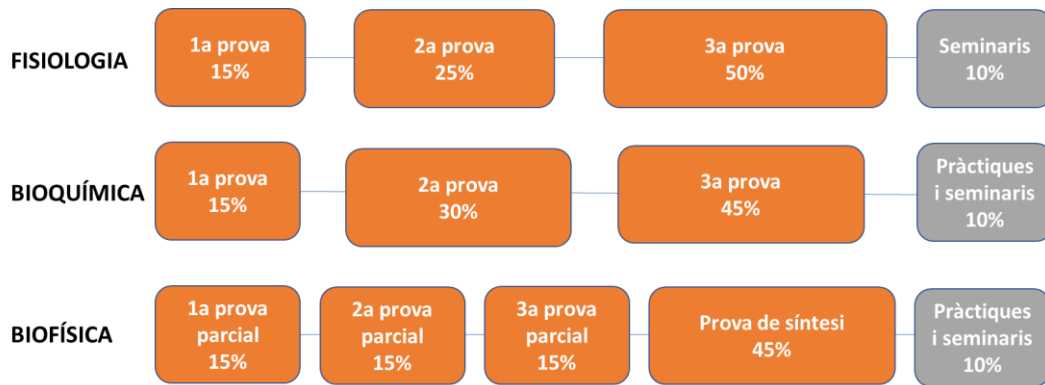 FISIOLOGIA
1a prova
15%
2a prova
25%
3a prova
50%
Seminaris
10%
BIOQUÍMICA
1a prova
15%
2a prova
30%
3a prova
45%
Pràctiques
i seminaris
10%
BIOFÍSICA
1a prova
parcial
15%
2a prova
parcial
15%
3a prova
parcial
15%
Prova de síntesi
45%
Pràctiques
i seminaris
10%